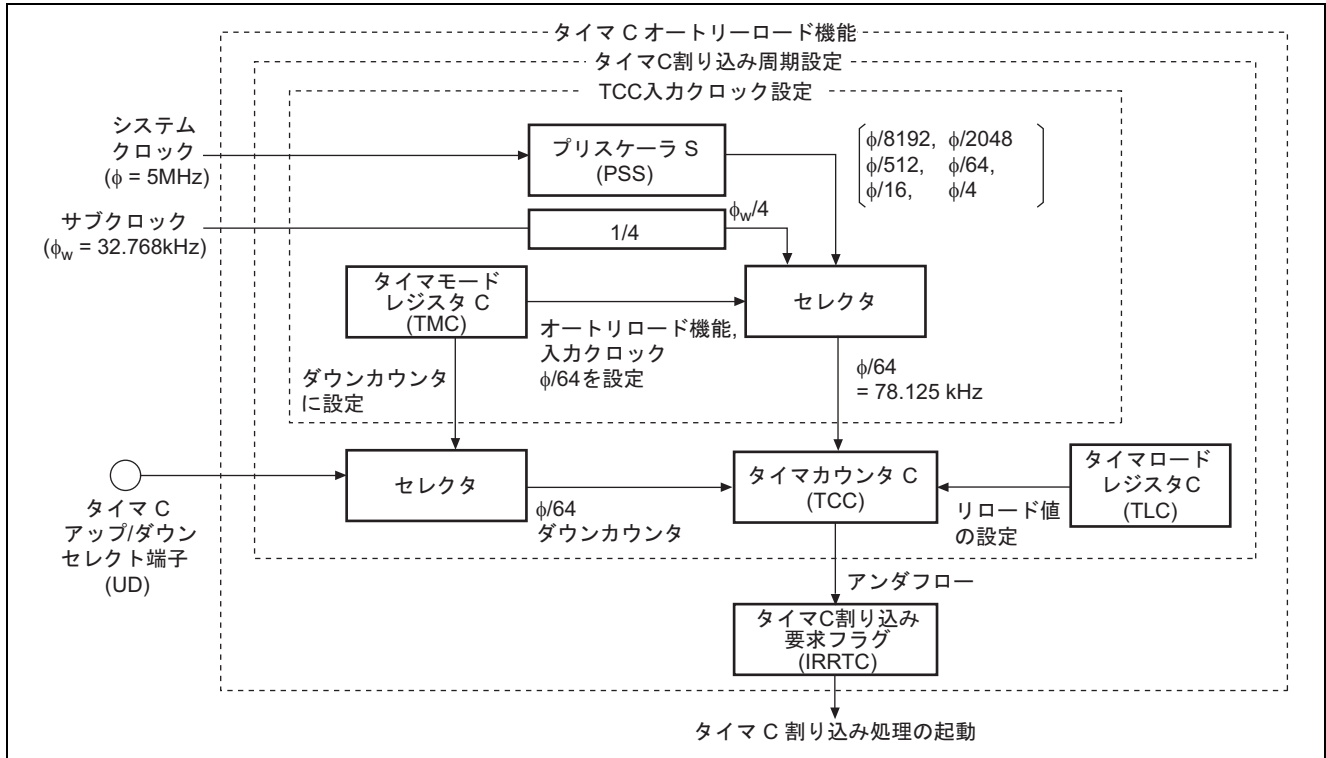 タイマ C オートリーロード機能
タイマC割り込み周期設定
TCC入力クロック設定
システム
クロック
(ϕ = 5MHz)
プリスケーラ S
(PSS)
ϕ/8192, ϕ/2048
ϕ/512, ϕ/64,
ϕ/16, ϕ/4
サブクロック
(ϕw = 32.768kHz)
1/4
ϕw/4
タイマモード
レジスタ C
(TMC)
セレクタ
オートリロード機能,
入力クロック
ϕ/64を設定
ダウンカウンタ
に設定
ϕ/64
= 78.125 kHz
タイマ C
アップ/ダウン
セレクト端子
(UD)
セレクタ
ϕ/64
ダウンカウンタ
タイマカウンタ C
(TCC)
リロード値
の設定
タイマロード
レジスタC
(TLC)
アンダフロー
タイマC割り込み
要求フラグ
(IRRTC)
タイマ C 割り込み処理の起動